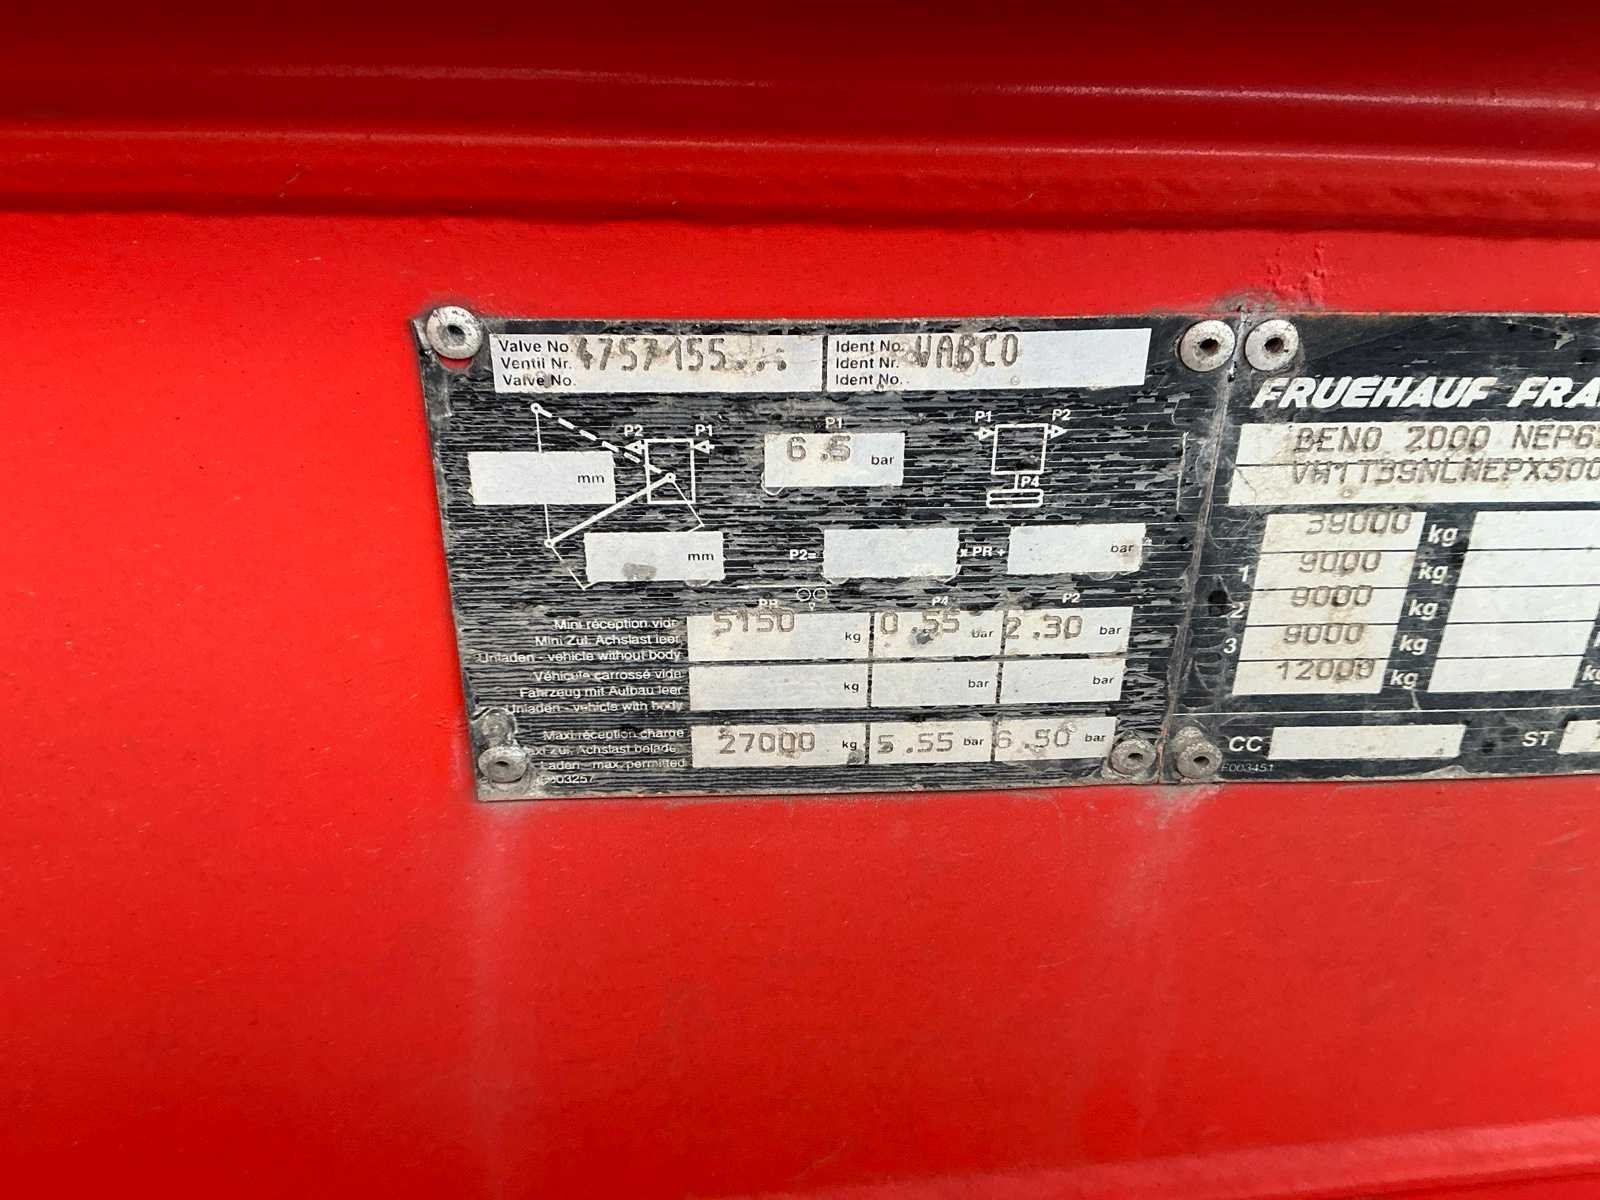 Valve No. 4757155...
Ventil Nr.
Valve No.
Ident No. WABCO
Ident Nr.
Ident No.
P2 P1
mm
mm
P1
6.5 bar
P1 P2
P4
P2= x PR + bar
PR P4 P2
Mini réception vide
Mini Zul. Achslast leer
Unladen - vehicle without body
5150 kg 0.55 bar 2.30 bar
Véhicule carrossé vide
Fahrzeug mit Aufbau leer
Unladen - vehicle with body
kg bar bar
Maxi réception charge
Maxi Zul. Achslast belade
Laden - max. permitted
27000 kg 5.55 bar 6.50 bar
FRUEHAUF FRA
BENO 2000
39000 kg
1 9000 kg
2 9000 kg
3 9000 kg
12000 kg
CC
ST
F003451